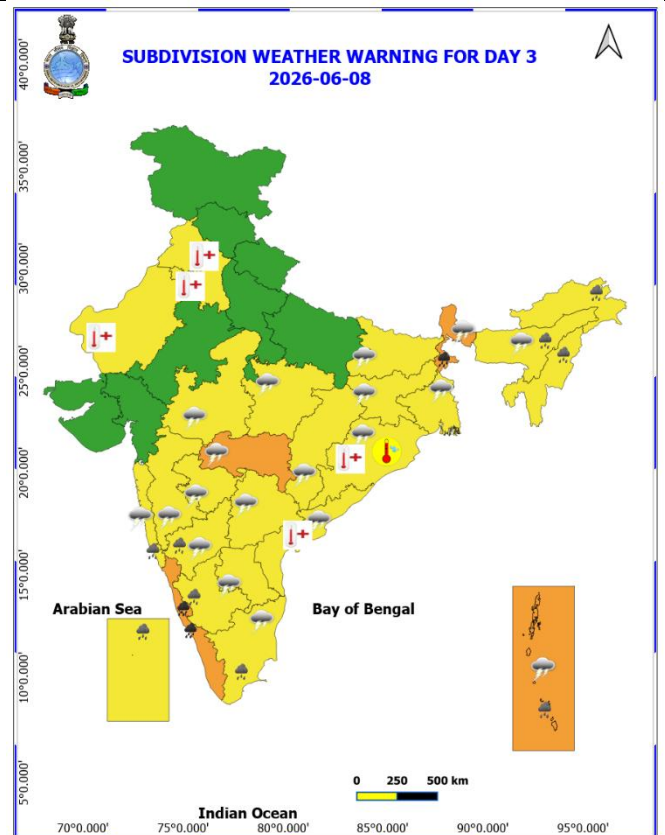 SUBDIVISION WEATHER WARNING FOR DAY 3
2026-06-08
40°0.000'
35°0.000'
30°0.000'
25°0.000'
20°0.000'
15°0.000'
10°0.000'
5°0.000'
Arabian Sea
Bay of Bengal
0 250 500 km
Indian Ocean
70°0.000' 75°0.000' 80°0.000' 85°0.000' 90°0.000' 95°0.000'